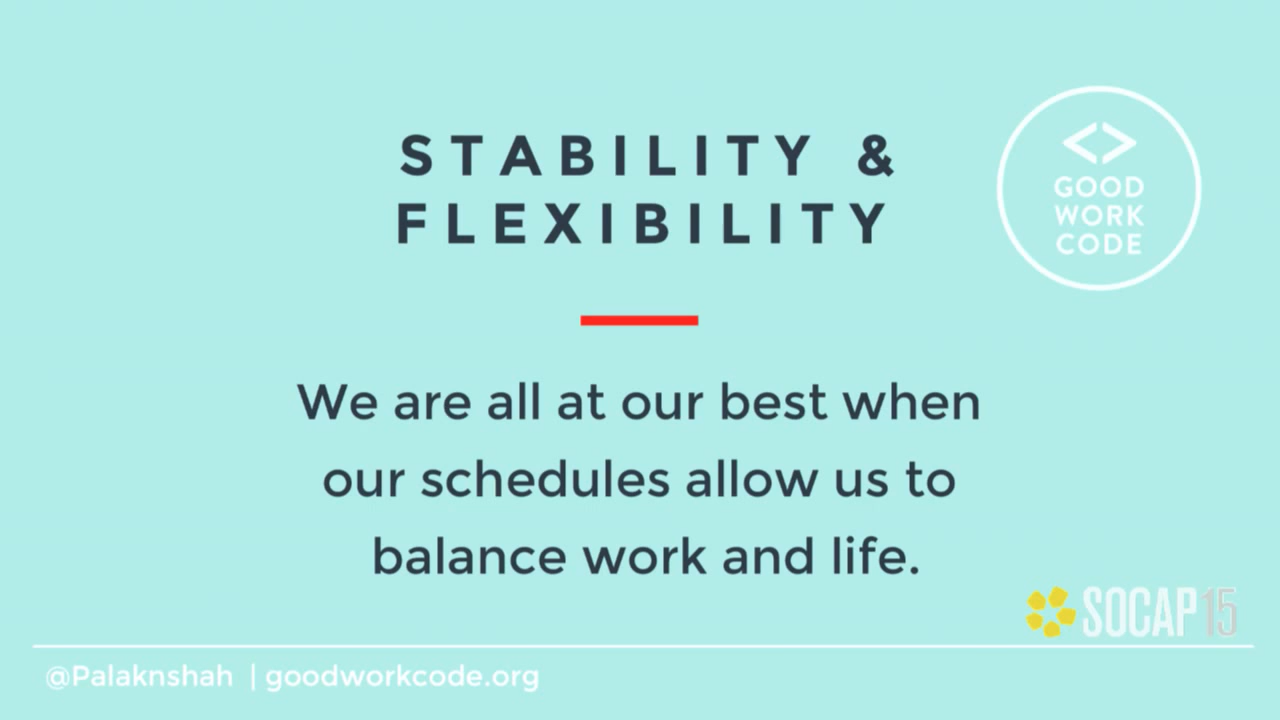 STABILITY &
FLEXIBILITY
<> GOOD
WORK
CODE
We are all at our best when
our schedules allow us to
balance work and life.
SOCAP15
@Palaknshah | goodworkcode.org